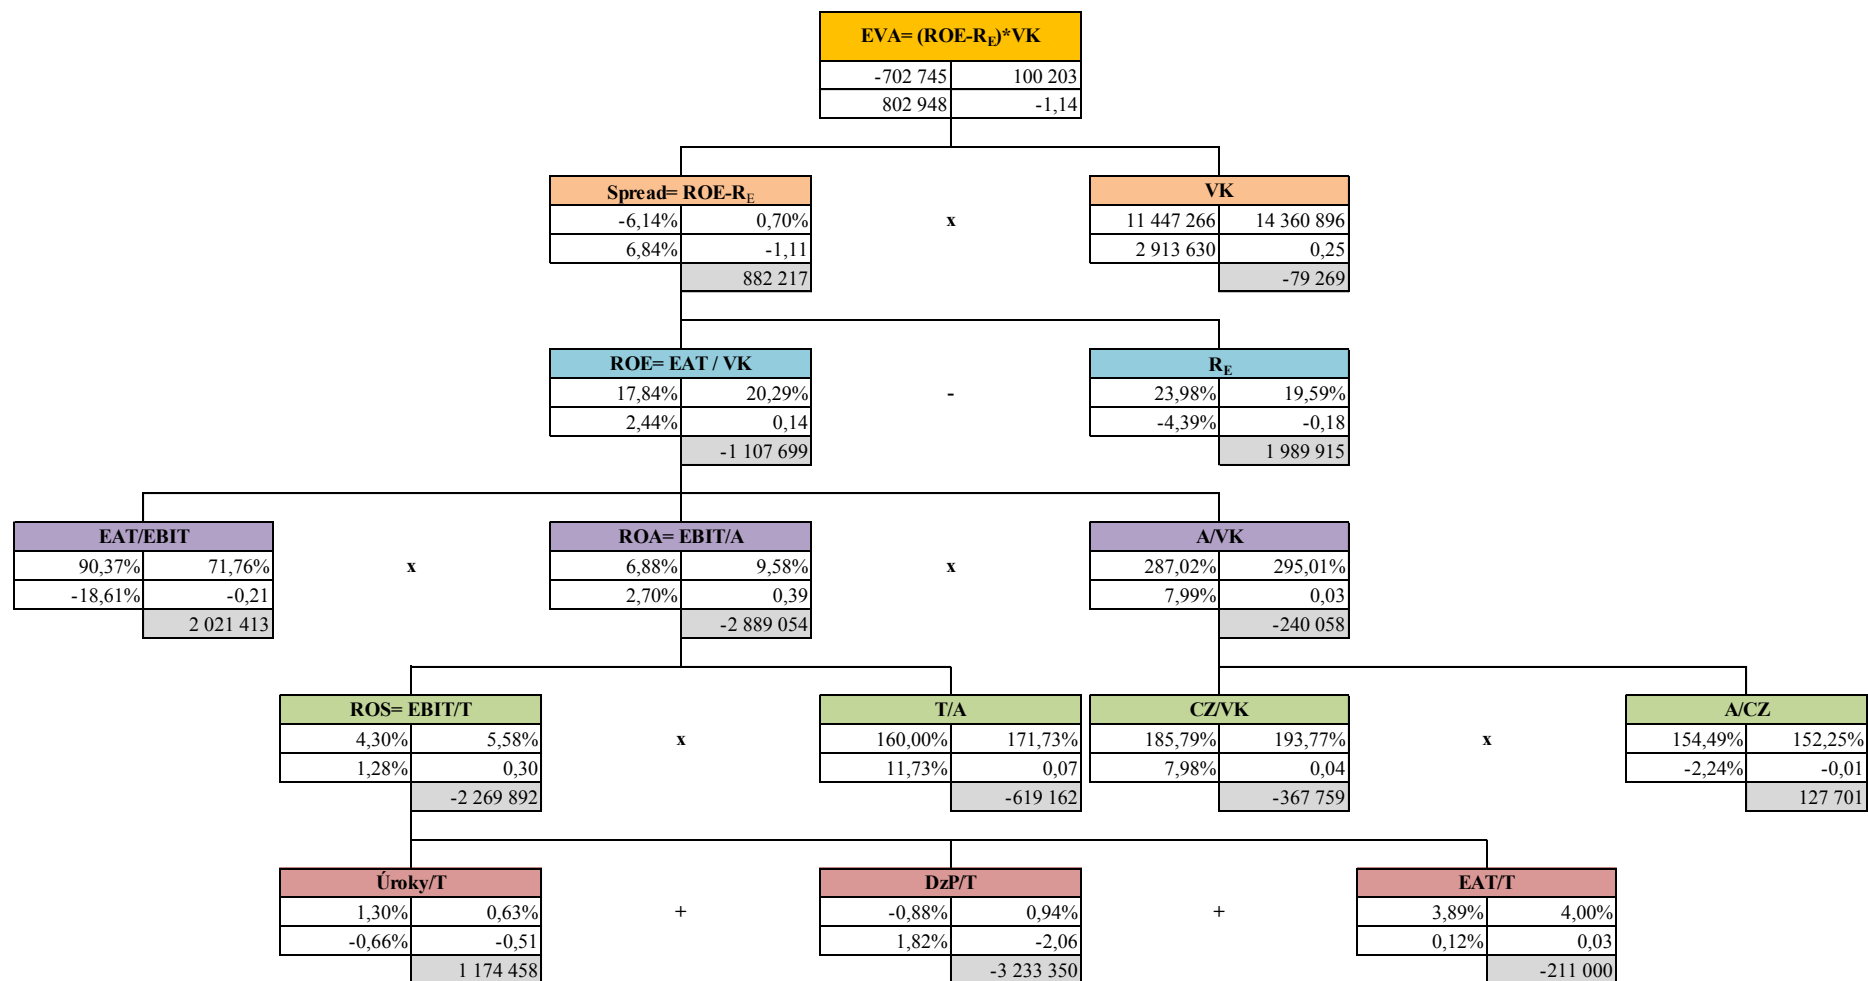 EVA= (ROE-RE)*VK
-702 745 100 203
802 948 -1,14
Spread= ROE-RE
-6,14% 0,70%
6,84% -1,11
882 217
x
VK
11 447 266 14 360 896
2 913 630 0,25
-79 269
ROE= EAT / VK
17,84% 20,29%
2,44% 0,14
-1 107 699
-
RE
23,98% 19,59%
-4,39% -0,18
1 989 915
EAT/EBIT
90,37% 71,76%
-18,61% -0,21
2 021 413
x
ROA= EBIT/A
6,88% 9,58%
2,70% 0,39
-2 889 054
x
A/VK
287,02% 295,01%
7,99% 0,03
-240 058
ROS= EBIT/T
4,30% 5,58%
1,28% 0,30
-2 269 892
x
T/A
160,00% 171,73%
11,73% 0,07
-619 162
CZ/VK
185,79% 193,77%
7,98% 0,04
-367 759
x
A/CZ
154,49% 152,25%
-2,24% -0,01
127 701
Úroky/T
1,30% 0,63%
-0,66% -0,51
1 174 458
+
DzP/T
-0,88% 0,94%
1,82% -2,06
-3 233 350
+
EAT/T
3,89% 4,00%
0,12% 0,03
-211 000